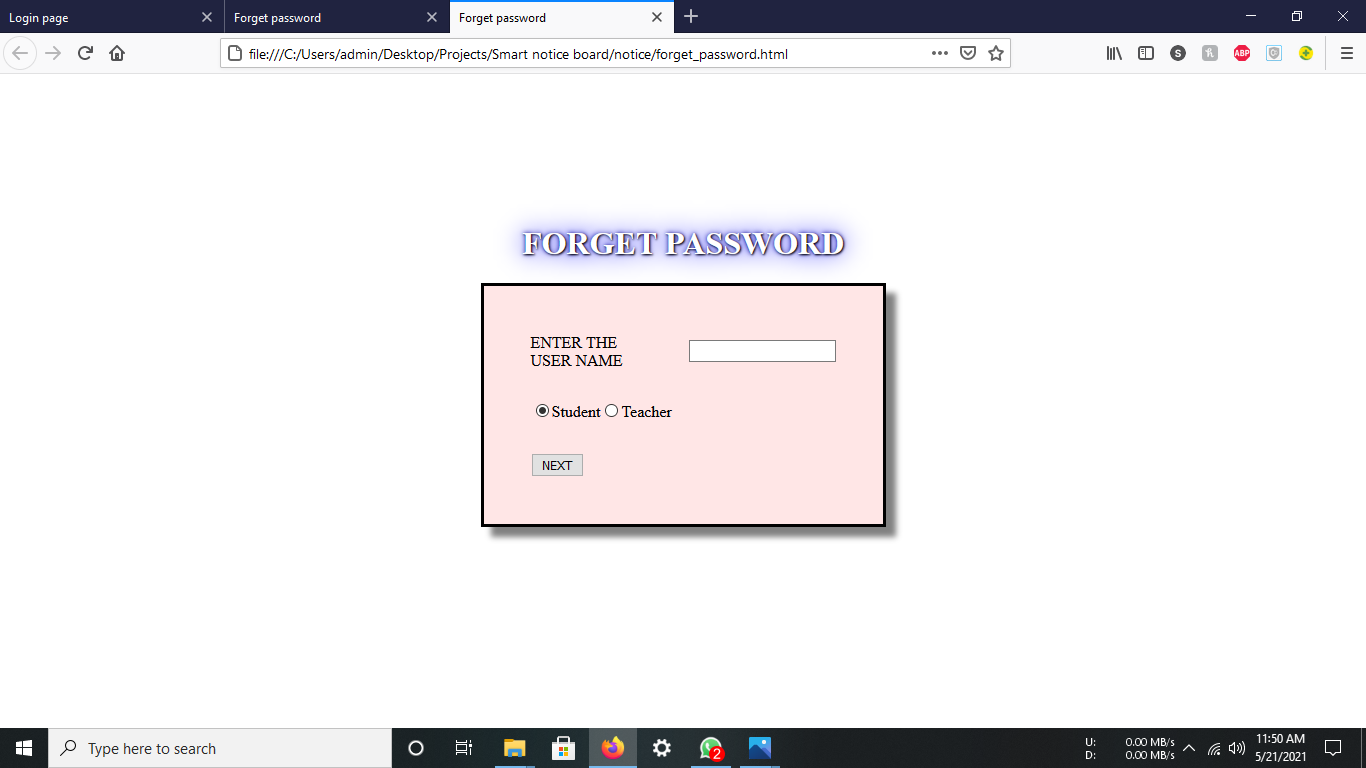 Login page
Forget password
Forget password
file:///C:/Users/admin/Desktop/Projects/Smart notice board/notice/forget_password.html
S
ABP
FORGET PASSWORD
ENTER THE
USER NAME
Student Teacher
NEXT
Type here to search
2
U: 0.00 MB/s
D: 0.00 MB/s
11:50 AM
5/21/2021